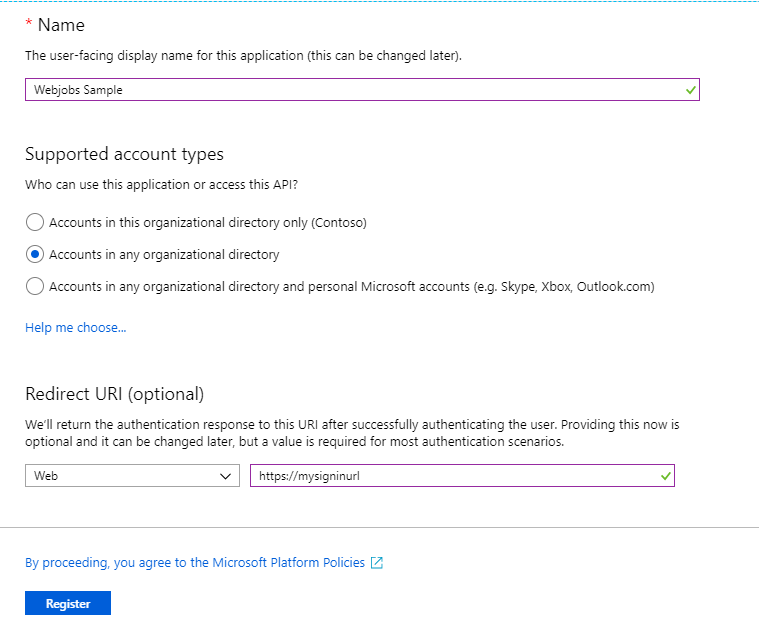 * Name
The user-facing display name for this application (this can be changed later).
Webjobs Sample
Supported account types
Who can use this application or access this API?
Accounts in this organizational directory only (Contoso)
Accounts in any organizational directory
Accounts in any organizational directory and personal Microsoft accounts (e.g. Skype, Xbox, Outlook.com)
Help me choose...
Redirect URI (optional)
We'll return the authentication response to this URI after successfully authenticating the user. Providing this now is
optional and it can be changed later, but a value is required for most authentication scenarios.
Web https://mysigninurl
By proceeding, you agree to the Microsoft Platform Policies
Register